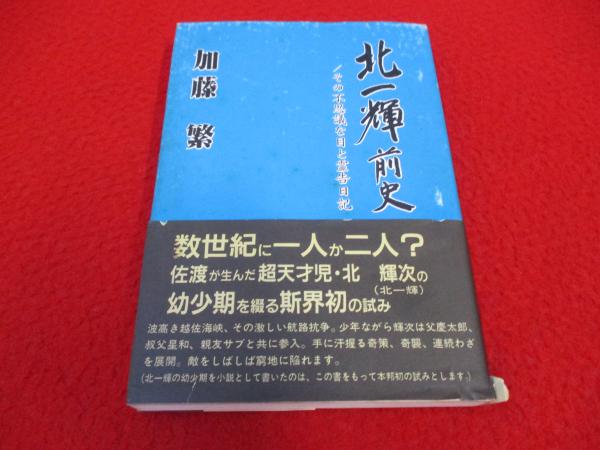 北一輝 前史
／その不思議な目と霊告日記
加藤 繁
数世紀に一人か二人？
佐渡が生んだ超天才児・北 輝次の
(北一輝)
幼少期を綴る斯界初の試み
波高き越佐海峡、その激しい航路抗争。少年ながら輝次は父慶太郎、
叔父星和、親友サブと共に参入。手に汗握る奇策、奇襲、連続わざ
を展開。敵をしばしば窮地に陥れます。
(北一輝の幼少期を小説として書いたのは、この書をもって本邦初の試みとします。)